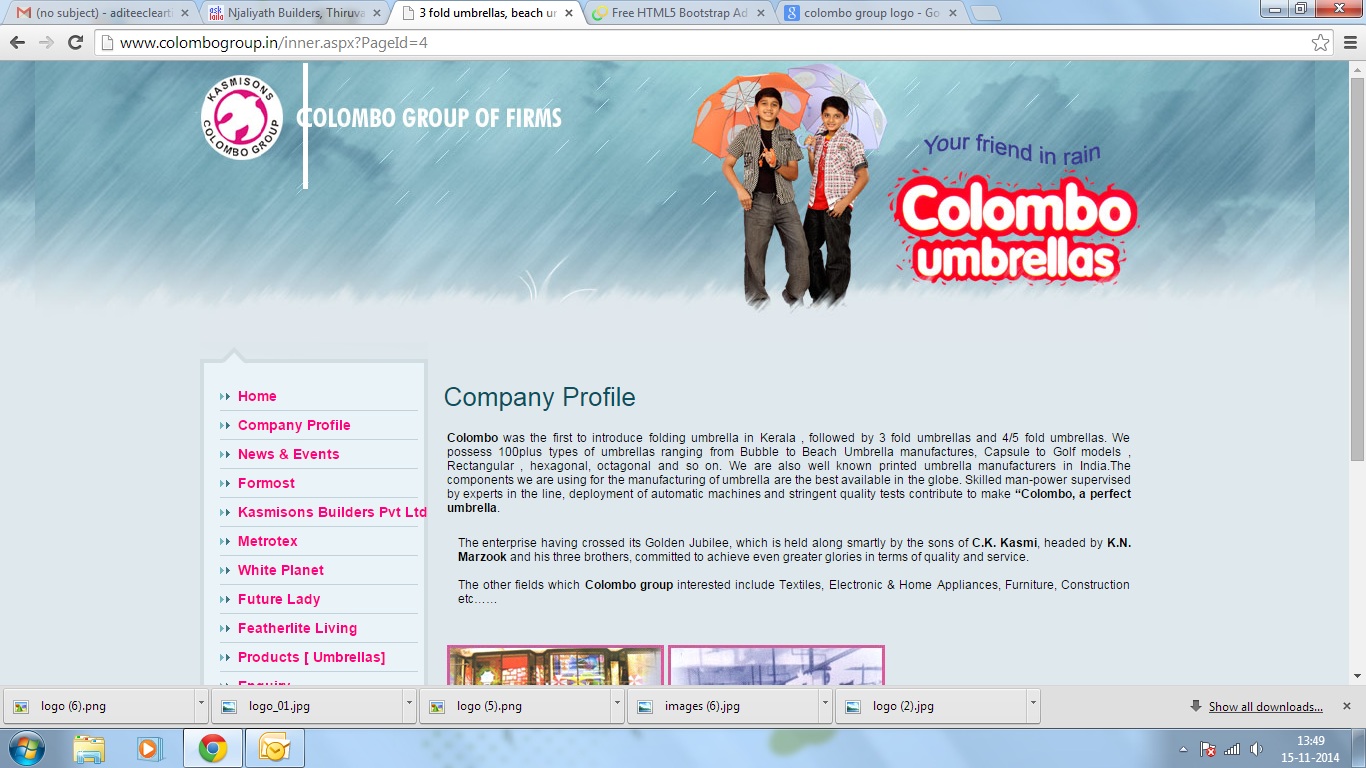 (no subject) - aditeeclearti
Njaliyath Builders, Thiruva
3 fold umbrellas, beach ur
Free HTML5 Bootstrap Ad
colombo group logo - Go
www.colombogroup.in/inner.aspx?PageId=4
KASMISONS
COLOMBO GROUP
COLOMBO GROUP OF FIRMS
Your friend in rain
Colombo
umbrellas
Home
Company Profile
News & Events
Formost
Kasmisons Builders Pvt Ltd
Metrotex
White Planet
Future Lady
Featherlite Living
Products [ Umbrellas]
Enquiry
Company Profile
Colombo was the first to introduce folding umbrella in Kerala , followed by 3 fold umbrellas and 4/5 fold umbrellas. We
possess 100plus types of umbrellas ranging from Bubble to Beach Umbrella manufactures, Capsule to Golf models ,
Rectangular , hexagonal, octagonal and so on. We are also well known printed umbrella manufacturers in India.The
components we are using for the manufacturing of umbrella are the best available in the globe. Skilled man-power supervised
by experts in the line, deployment of automatic machines and stringent quality tests contribute to make “Colombo, a perfect
umbrella.
The enterprise having crossed its Golden Jubilee, which is held along smartly by the sons of C.K. Kasmi, headed by K.N.
Marzook and his three brothers, committed to achieve even greater glories in terms of quality and service.
The other fields which Colombo group interested include Textiles, Electronic & Home Appliances, Furniture, Construction
etc……
logo (6).png
logo_01.jpg
logo (5).png
images (6).jpg
logo (2).jpg
Show all downloads...
13:49
15-11-2014